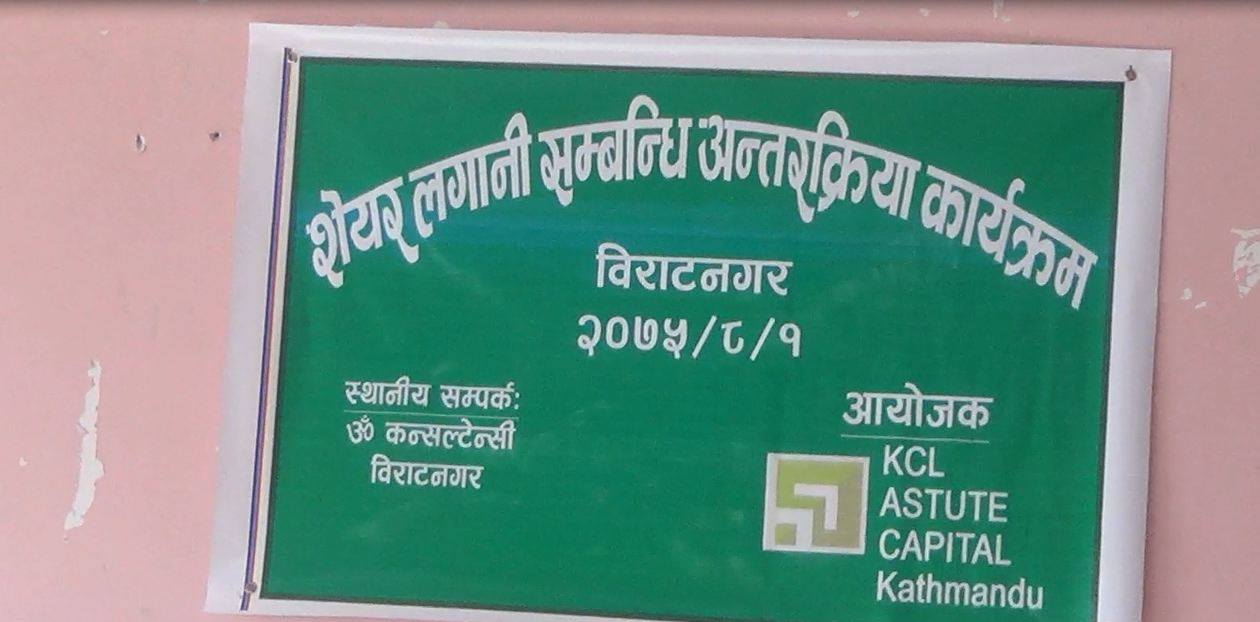 शेयर लगानी सम्बन्धि अन्तरक्रिया कार्यक्रम
विराटनगर
२०७५/८/१
स्थानीय सम्पर्कः
ॐ कन्सल्टेन्सी
विराटनगर
आयोजक
KCL
ASTUTE
CAPITAL
Kathmandu